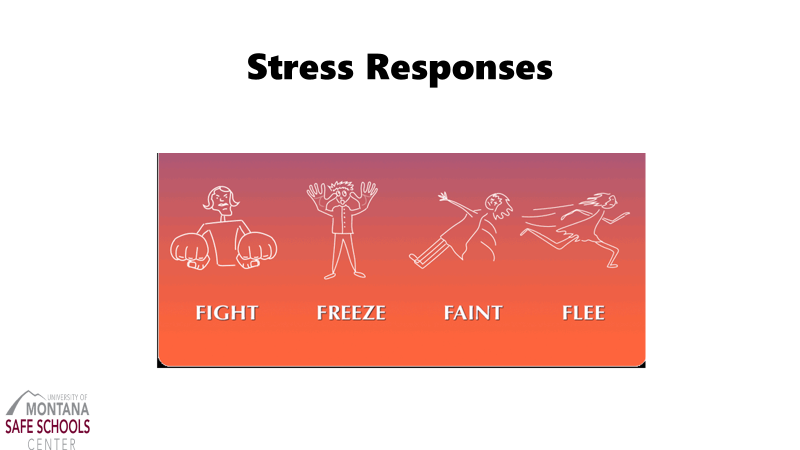 Stress Responses
FIGHT FREEZE FAINT FLEE
UNIVERSITY OF
MONTANA
SAFE SCHOOLS
CENTER